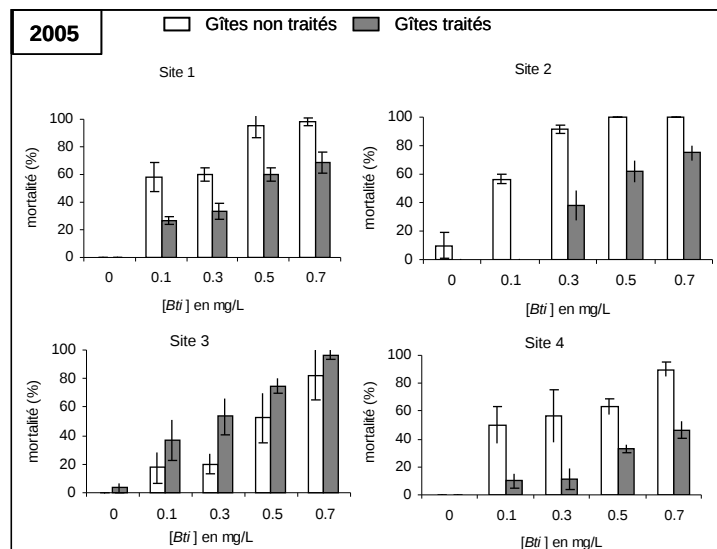 2005
Gîtes non traités Gîtes traités
Site 1
mortalité (%)
100
80
60
40
20
0
0 0.1 0.3 0.5 0.7
[Bti ] en mg/L
Site 2
mortalité (%)
100
80
60
40
20
0
0 0.1 0.3 0.5 0.7
[Bti ] en mg/L
Site 3
mortalité (%)
100
80
60
40
20
0
0 0.1 0.3 0.5 0.7
[Bti ] en mg/L
Site 4
mortalité (%)
100
80
60
40
20
0
0 0.1 0.3 0.5 0.7
[Bti ] en mg/L